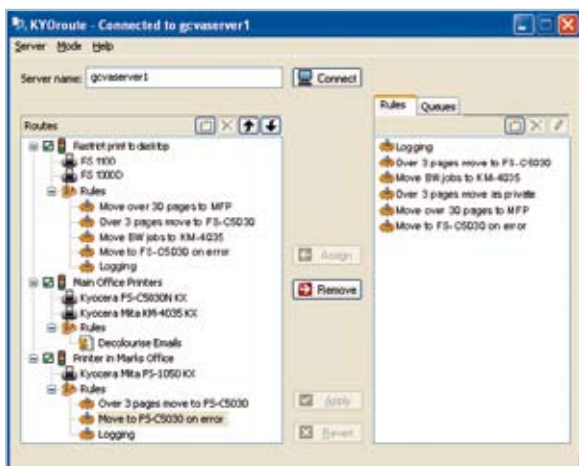 KYOroute - Connected to gcvaserver1
Server Mode Help
Server name: gcvaserver1
Connect
Routes
Restrict print to desktop
FS 1100
FS 1000D
Rules
Move over 30 pages to MFP
Over 3 pages move to FS-C5030
Move BW jobs to KM-4035
Move to FS-C5030 on error
Logging
Main Office Printers
Kyocera FS-C5030N KX
Kyocera Mita KM-4035 KX
Rules
Decolourise Emails
Printer in Marks Office
Kyocera Mita FS-1050 KX
Rules
Over 3 pages move to FS-C5030
Move to FS-C5030 on error
Logging
Assign
Remove
Apply
Revert
Rules Queues
Logging
Over 3 pages move to FS-C5030
Move BW jobs to KM-4035
Over 3 pages move as private
Move over 30 pages to MFP
Move to FS-C5030 on error